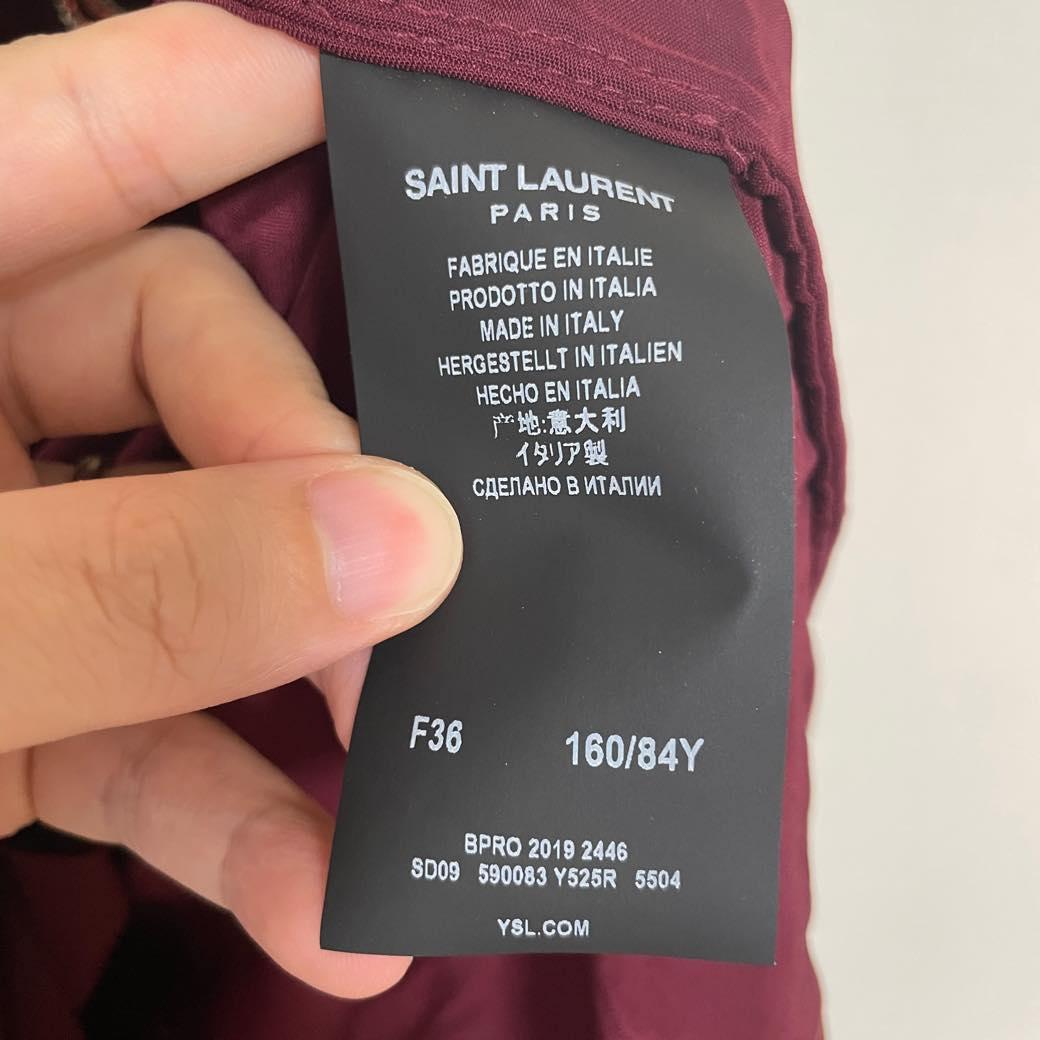 SAINT LAURENT
PARIS
FABRIQUE EN ITALIE
PRODOTTO IN ITALIA
MADE IN ITALY
HERGESTELLT IN ITALIEN
HECHO EN ITALIA
产地:意大利
イタリア製
СДЕЛАНО В ИТАЛИИ
F36 160/84Y
BPRO 2019 2446
SD09 590083 Y525R 5504
YSL.COM